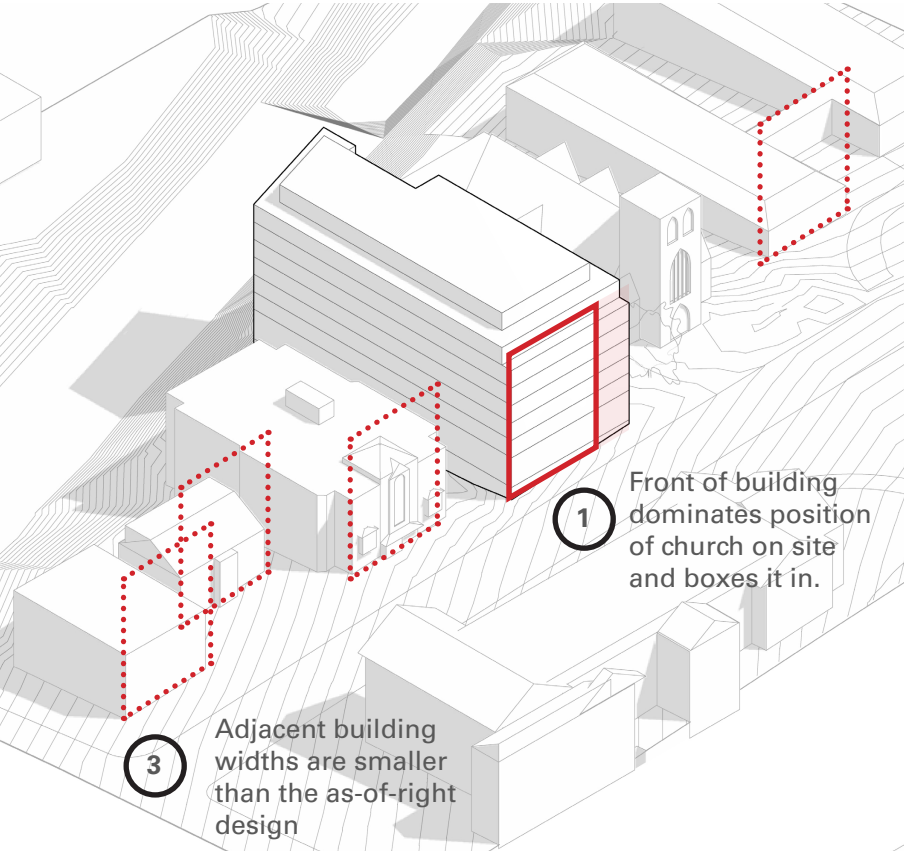 1
Front of building
dominates position
of church on site
and boxes it in.
3
Adjacent building
widths are smaller
than the as-of-right
design